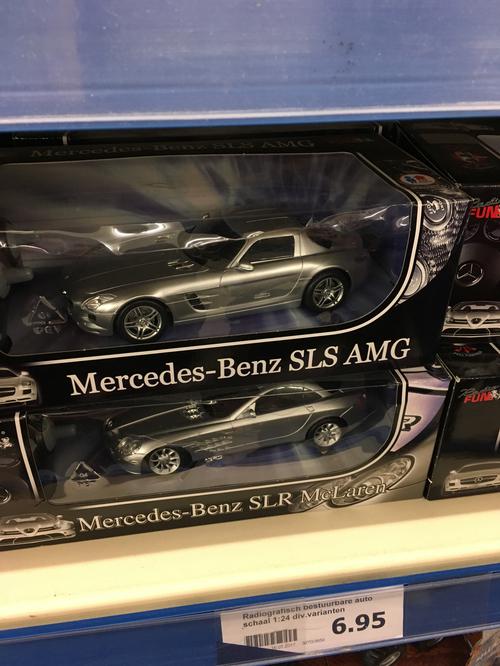 Mercedes-Benz SLS AMG
FUN
Mercedes-Benz SLS AMG
FUN
Mercedes-Benz SLR McLaren
Radiografisch bestuurbare auto
schaal 1:24 div.varianten
6.95